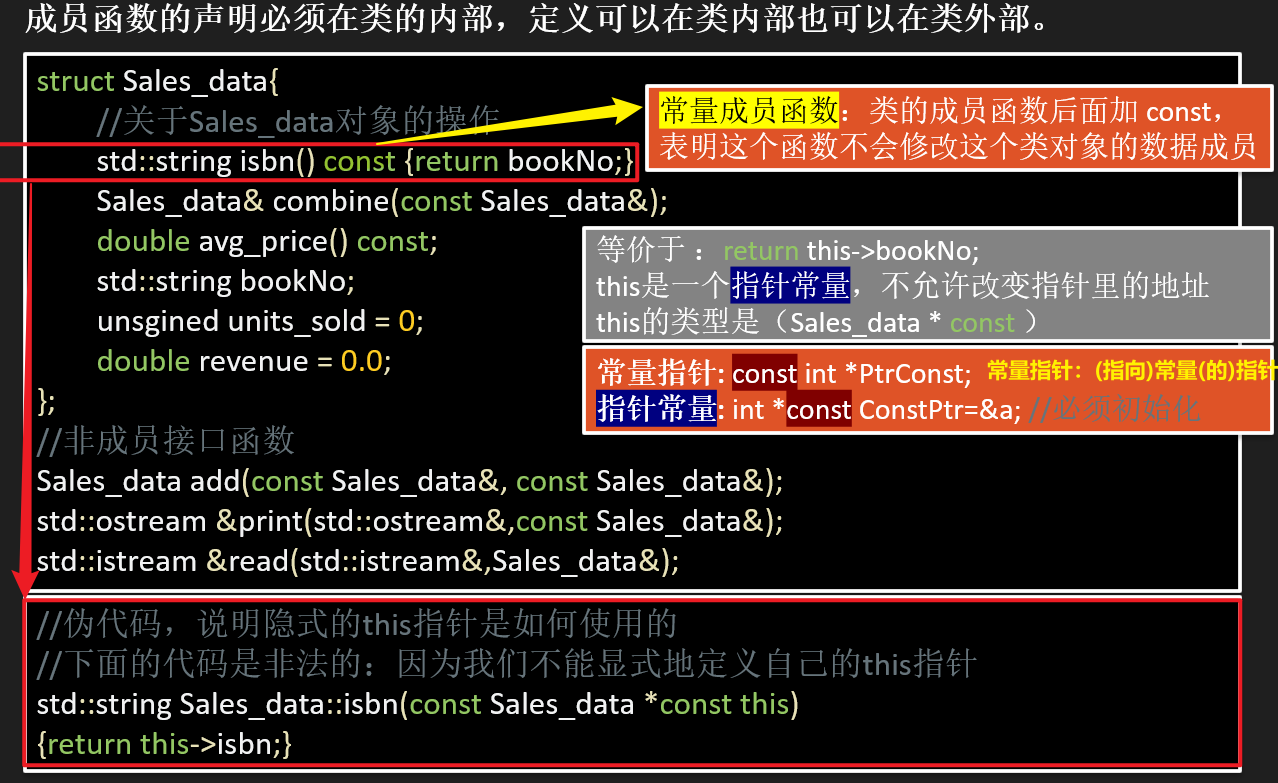 成员函数的声明必须在类的内部，定义可以在类内部也可以在类外部。
struct Sales_data{
//关于Sales_data对象的操作
std::string isbn() const {return bookNo;}
Sales_data& combine(const Sales_data&);
double avg_price() const;
std::string bookNo;
unsgined units_sold = 0;
double revenue = 0.0;
};
//非成员接口函数
Sales_data add(const Sales_data&, const Sales_data&);
std::ostream &print(std::ostream&,const Sales_data&);
std::istream &read(std::istream&,Sales_data&);
常量成员函数：类的成员函数后面加 const，
表明这个函数不会修改这个类对象的数据成员
等价于：return this->bookNo;
this是一个指针常量，不允许改变指针里的地址
this的类型是（Sales_data * const ）
常量指针: const int *PtrConst; 常量指针：(指向)常量(的)指针
指针常量: int *const ConstPtr=&a; //必须初始化
//伪代码，说明隐式的this指针是如何使用的
//下面的代码是非法的：因为我们不能显式地定义自己的this指针
std::string Sales_data::isbn(const Sales_data *const this)
{return this->isbn;}